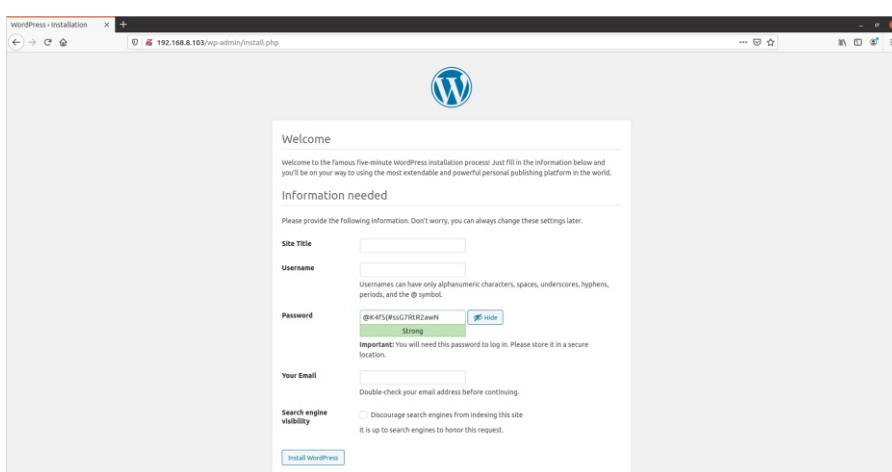 WordPress › Installation
192.168.8.103/wp-admin/install.php
Welcome
Welcome to the famous five-minute WordPress installation process! Just fill in the information below and
you'll be on your way to using the most extendable and powerful personal publishing platform in the world.
Information needed
Please provide the following information. Don't worry, you can always change these settings later.
Site Title
Username
Usernames can have only alphanumeric characters, spaces, underscores, hyphens,
periods, and the @ symbol.
Password
Hide
Strong
Important: You will need this password to log in. Please store it in a secure
location.
Your Email
Double-check your email address before continuing.
Search engine
visibility
Discourage search engines from indexing this site
It is up to search engines to honor this request.
Install WordPress